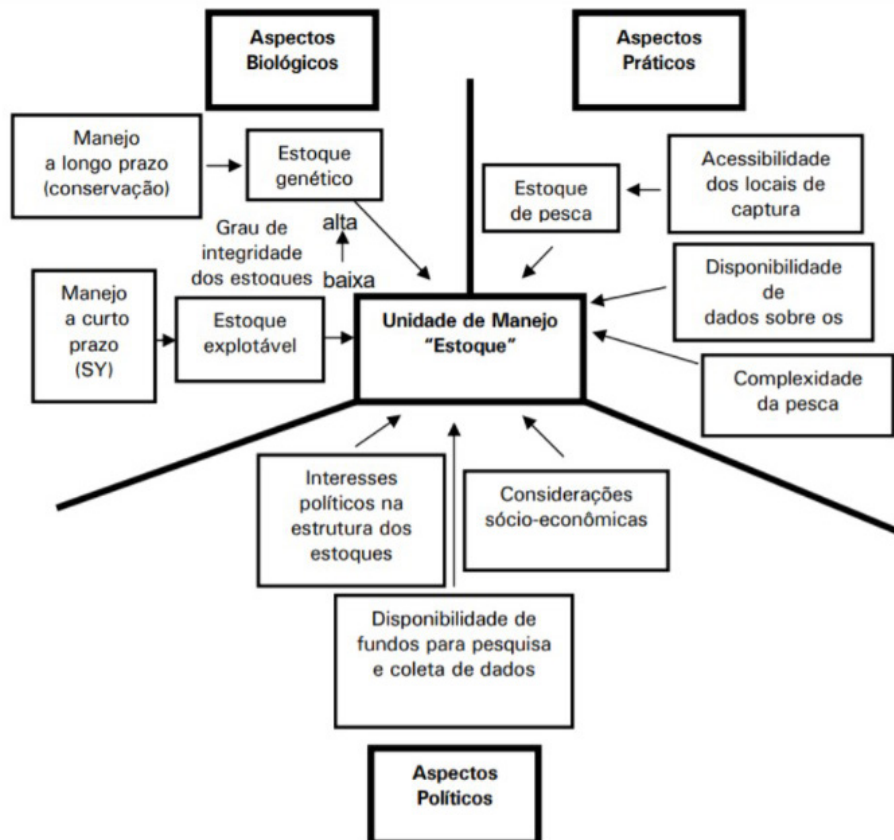 Aspectos
Biológicos
Aspectos
Práticos
Manejo
a longo prazo
(conservação)
Estoque
genético
Estoque
de pesca
Acessibilidade
dos locais de
captura
Grau de
integridade
dos estoques
alta
baixa
Disponibilidade
de
dados sobre os
Manejo
a curto
prazo
(SY)
Estoque
explotável
Unidade de Manejo
"Estoque"
Complexidade
da pesca
Interesses
políticos na
estrutura dos
estoques
Considerações
sócio-econômicas
Disponibilidade de
fundos para pesquisa
e coleta de dados
Aspectos
Políticos